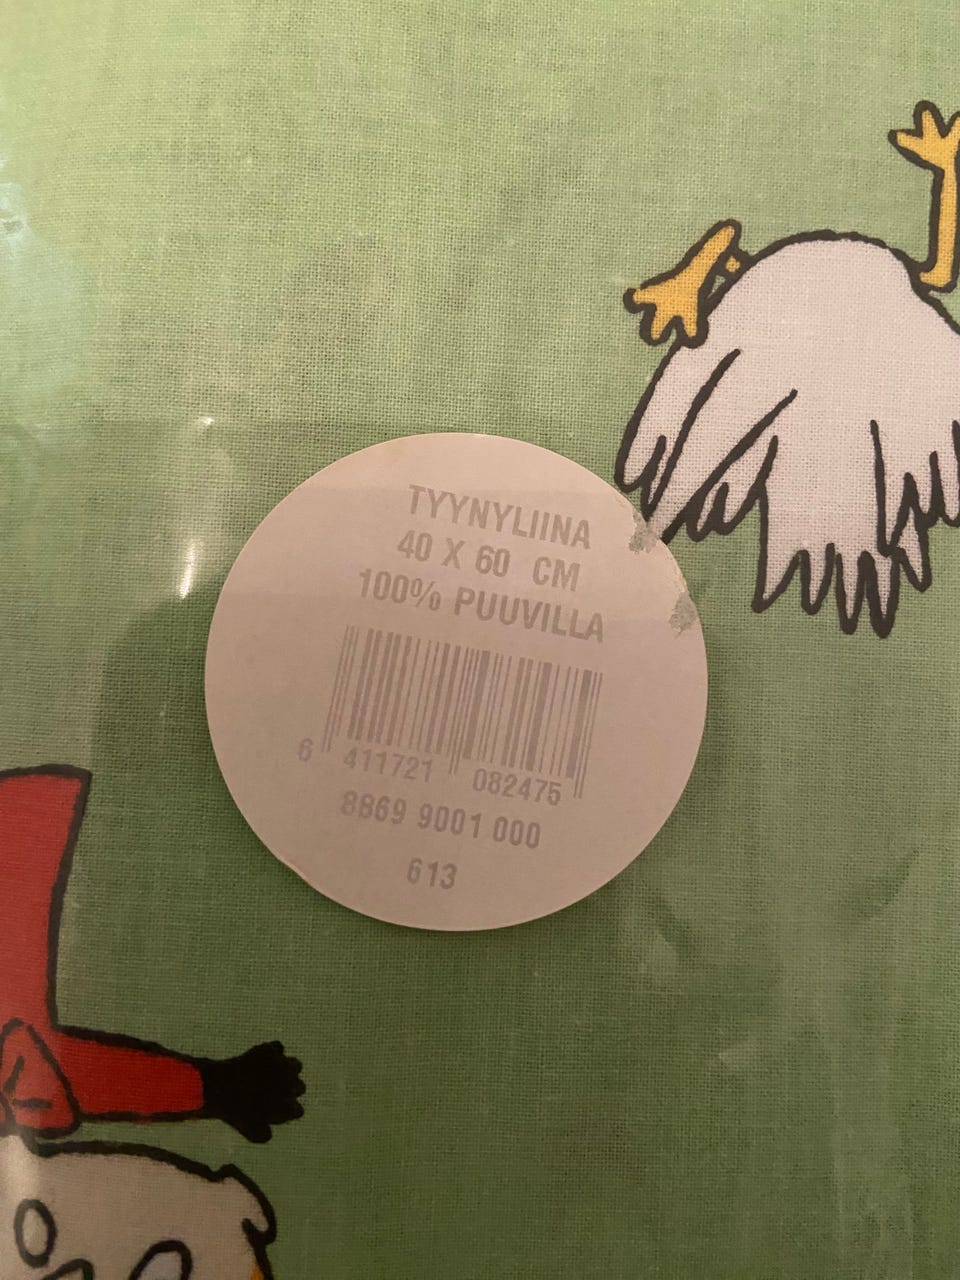 TYYNYLIINA
40 X 60 CM
100% PUUVILLA
6 411721 082475
8869 9001 000
613